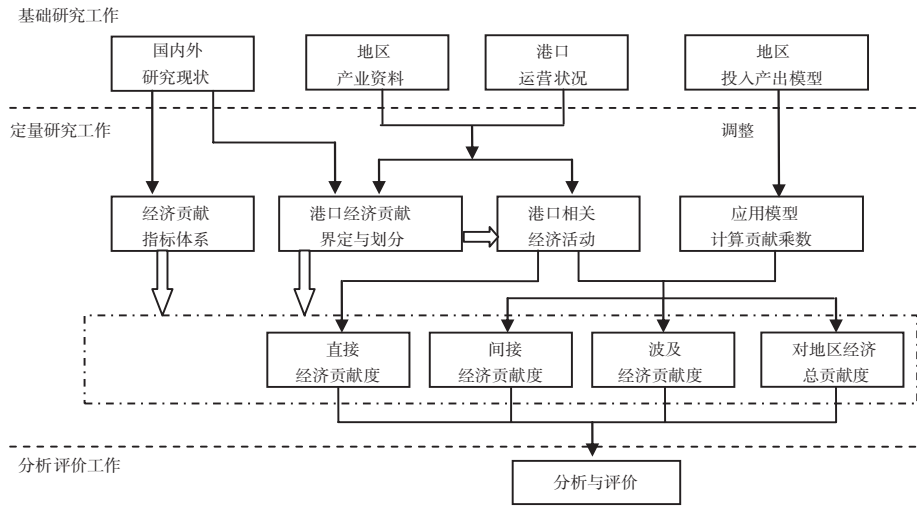 基础研究工作
国内外
研究现状
地区
产业资料
港口
运营状况
地区
投入产出模型
定量研究工作
调整
经济贡献
指标体系
港口经济贡献
界定与划分
港口相关
经济活动
应用模型
计算贡献乘数
直接
经济贡献度
间接
经济贡献度
波及
经济贡献度
对地区经济
总贡献度
分析评价工作
分析与评价